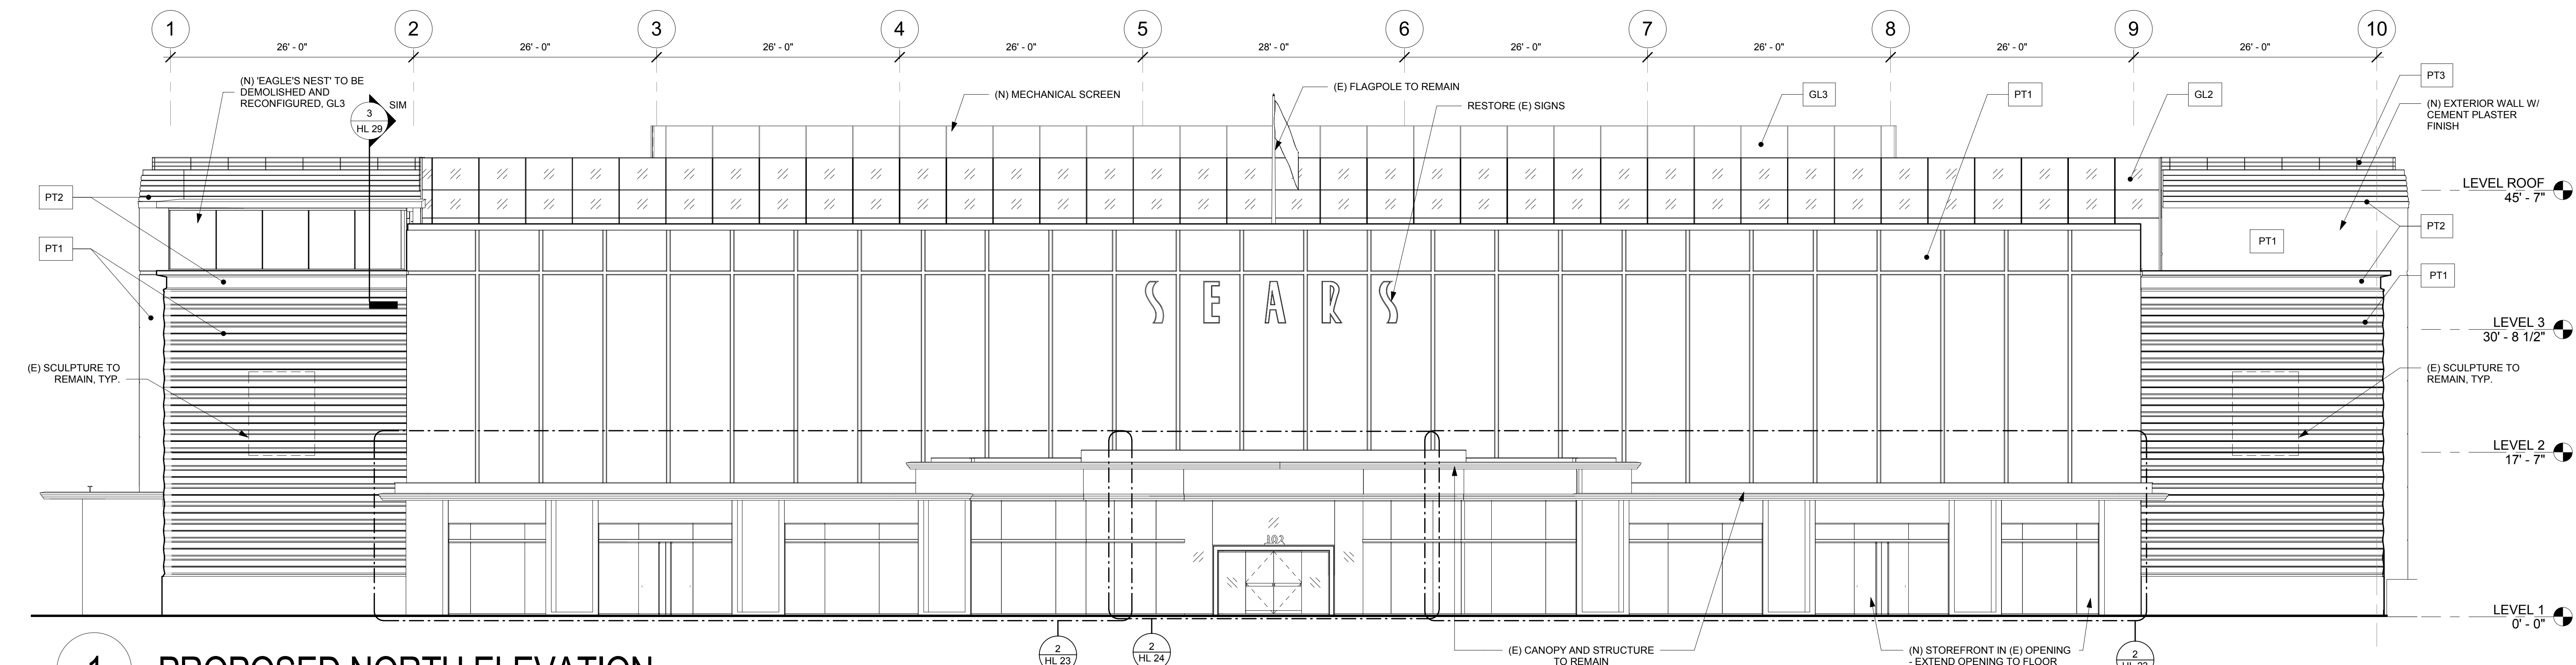 1 2 3 4 5 6 7 8 9 10
26' - 0" 26' - 0" 26' - 0" 26' - 0" 28' - 0" 26' - 0" 26' - 0" 26' - 0" 26' - 0"
(N) 'EAGLE'S NEST' TO BE
DEMOLISHED AND
RECONFIGURED, GL3
3
HL 29
SIM
(N) MECHANICAL SCREEN
(E) FLAGPOLE TO REMAIN
RESTORE (E) SIGNS
GL3
PT1
GL2
PT3
(N) EXTERIOR WALL W/
CEMENT PLASTER
FINISH
PT2
PT1
LEVEL ROOF
45' - 7"
PT2
PT1
PT1
SEARS
LEVEL 3
30' - 8 1/2"
(E) SCULPTURE TO
REMAIN, TYP.
(E) SCULPTURE TO
REMAIN, TYP.
LEVEL 2
17' - 7"
102
LEVEL 1
0' - 0"
1
PROPOSED NORTH ELEVATION
2
HL 23
2
HL 24
(E) CANOPY AND STRUCTURE
TO REMAIN
(N) STOREFRONT IN (E) OPENING
- EXTEND OPENING TO FLOOR
2